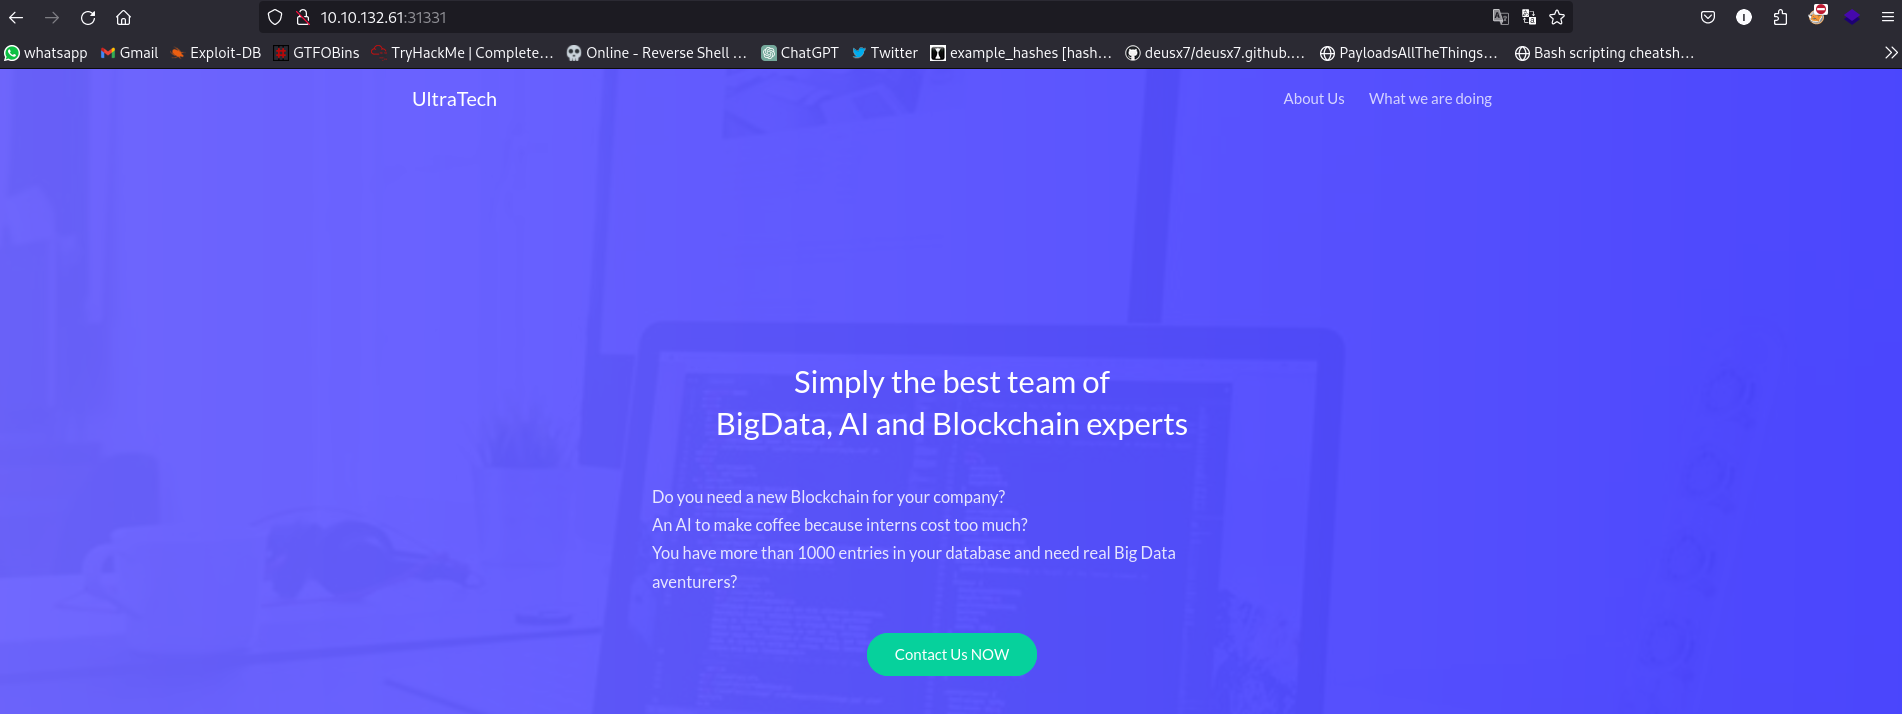 10.10.132.61:31331
whatsapp Gmail Exploit-DB GTFOBins TryHackMe | Complete… Online - Reverse Shell … ChatGPT Twitter example_hashes [hash… deusx7/deusx7.github.… PayloadsAllTheThings… Bash scripting cheatsh…
UltraTech About Us What we are doing
Simply the best team of
BigData, AI and Blockchain experts
Do you need a new Blockchain for your company?
An AI to make coffee because interns cost too much?
You have more than 1000 entries in your database and need real Big Data
aventurers?
Contact Us NOW